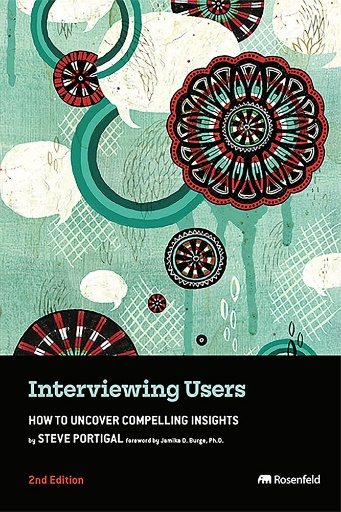 Interviewing Users
HOW TO UNCOVER COMPELLING INSIGHTS
by STEVE PORTIGAL foreword by Jamika D. Burge, Ph.D.
2nd Edition
Rosenfeld